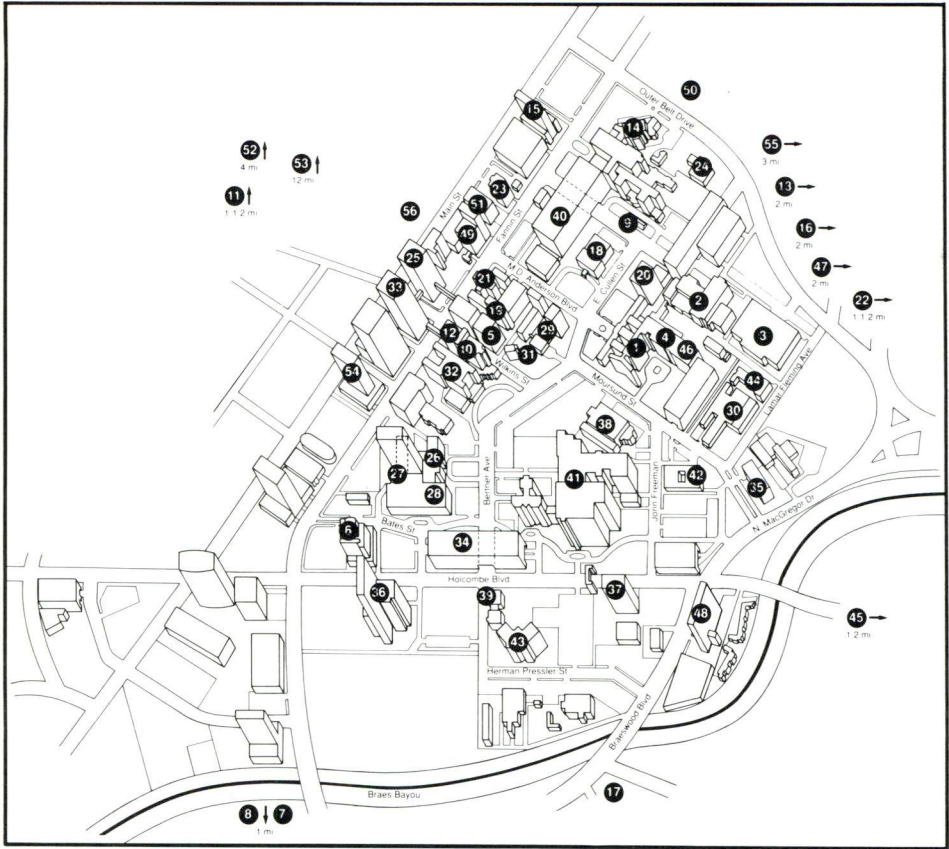 50
Outer Belt Drive
15
14
52
4 mi
53
12 mi
55
3 mi
24
13
2 mi
11
1 1.2 mi
23
51
56
Main St
Fannin St
40
9
16
2 mi
49
18
25
E. Cullen St
47
2 mi
20
21
M.D. Anderson Blvd
33
2
22
1 1.2 mi
19
12
5
29
3
1
4
46
10
31
Wilkins St
54
32
44
Moursund St
Lamar Fleming Ave
30
38
26
27
41
42
35
Bertner Ave
John Freeman
28
N. MacGregor Dr
6
Bates St
34
Holcombe Blvd
36
39
37
48
45
1.2 mi
43
Herman Pressler St
Braeswood Blvd
17
Braes Bayou
8
7
1 mi